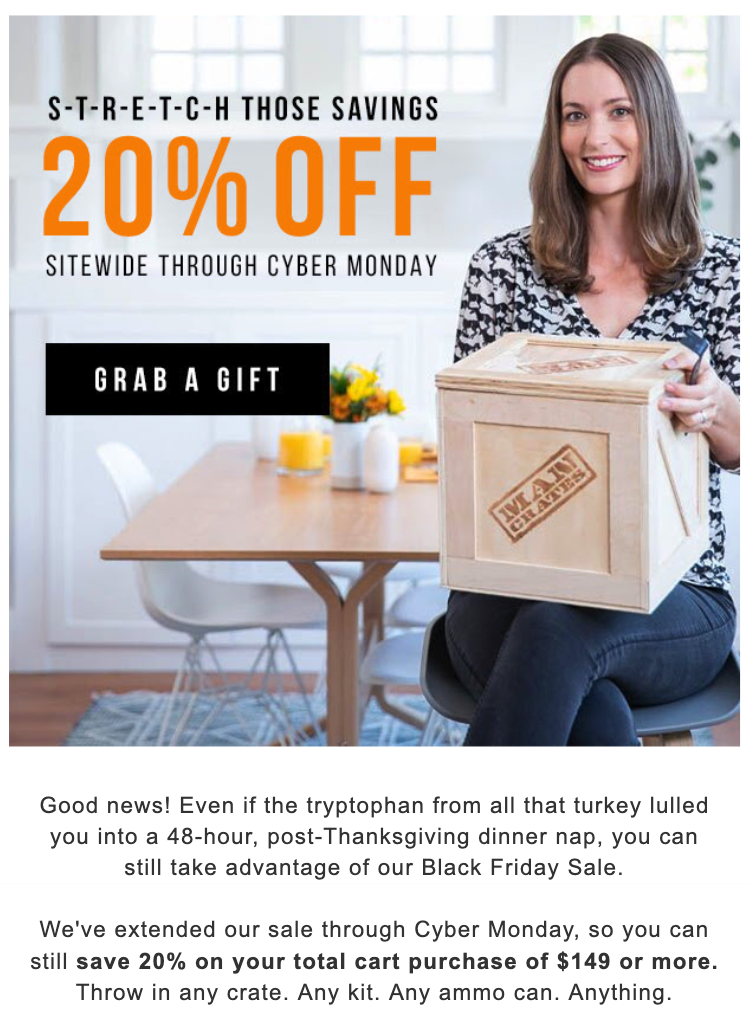 S-T-R-E-T-C-H THOSE SAVINGS
20% OFF
SITEWIDE THROUGH CYBER MONDAY
GRAB A GIFT
MAN
CRATES
Good news! Even if the tryptophan from all that turkey lulled
you into a 48-hour, post-Thanksgiving dinner nap, you can
still take advantage of our Black Friday Sale.
We've extended our sale through Cyber Monday, so you can
still save 20% on your total cart purchase of $149 or more.
Throw in any crate. Any kit. Any ammo can. Anything.